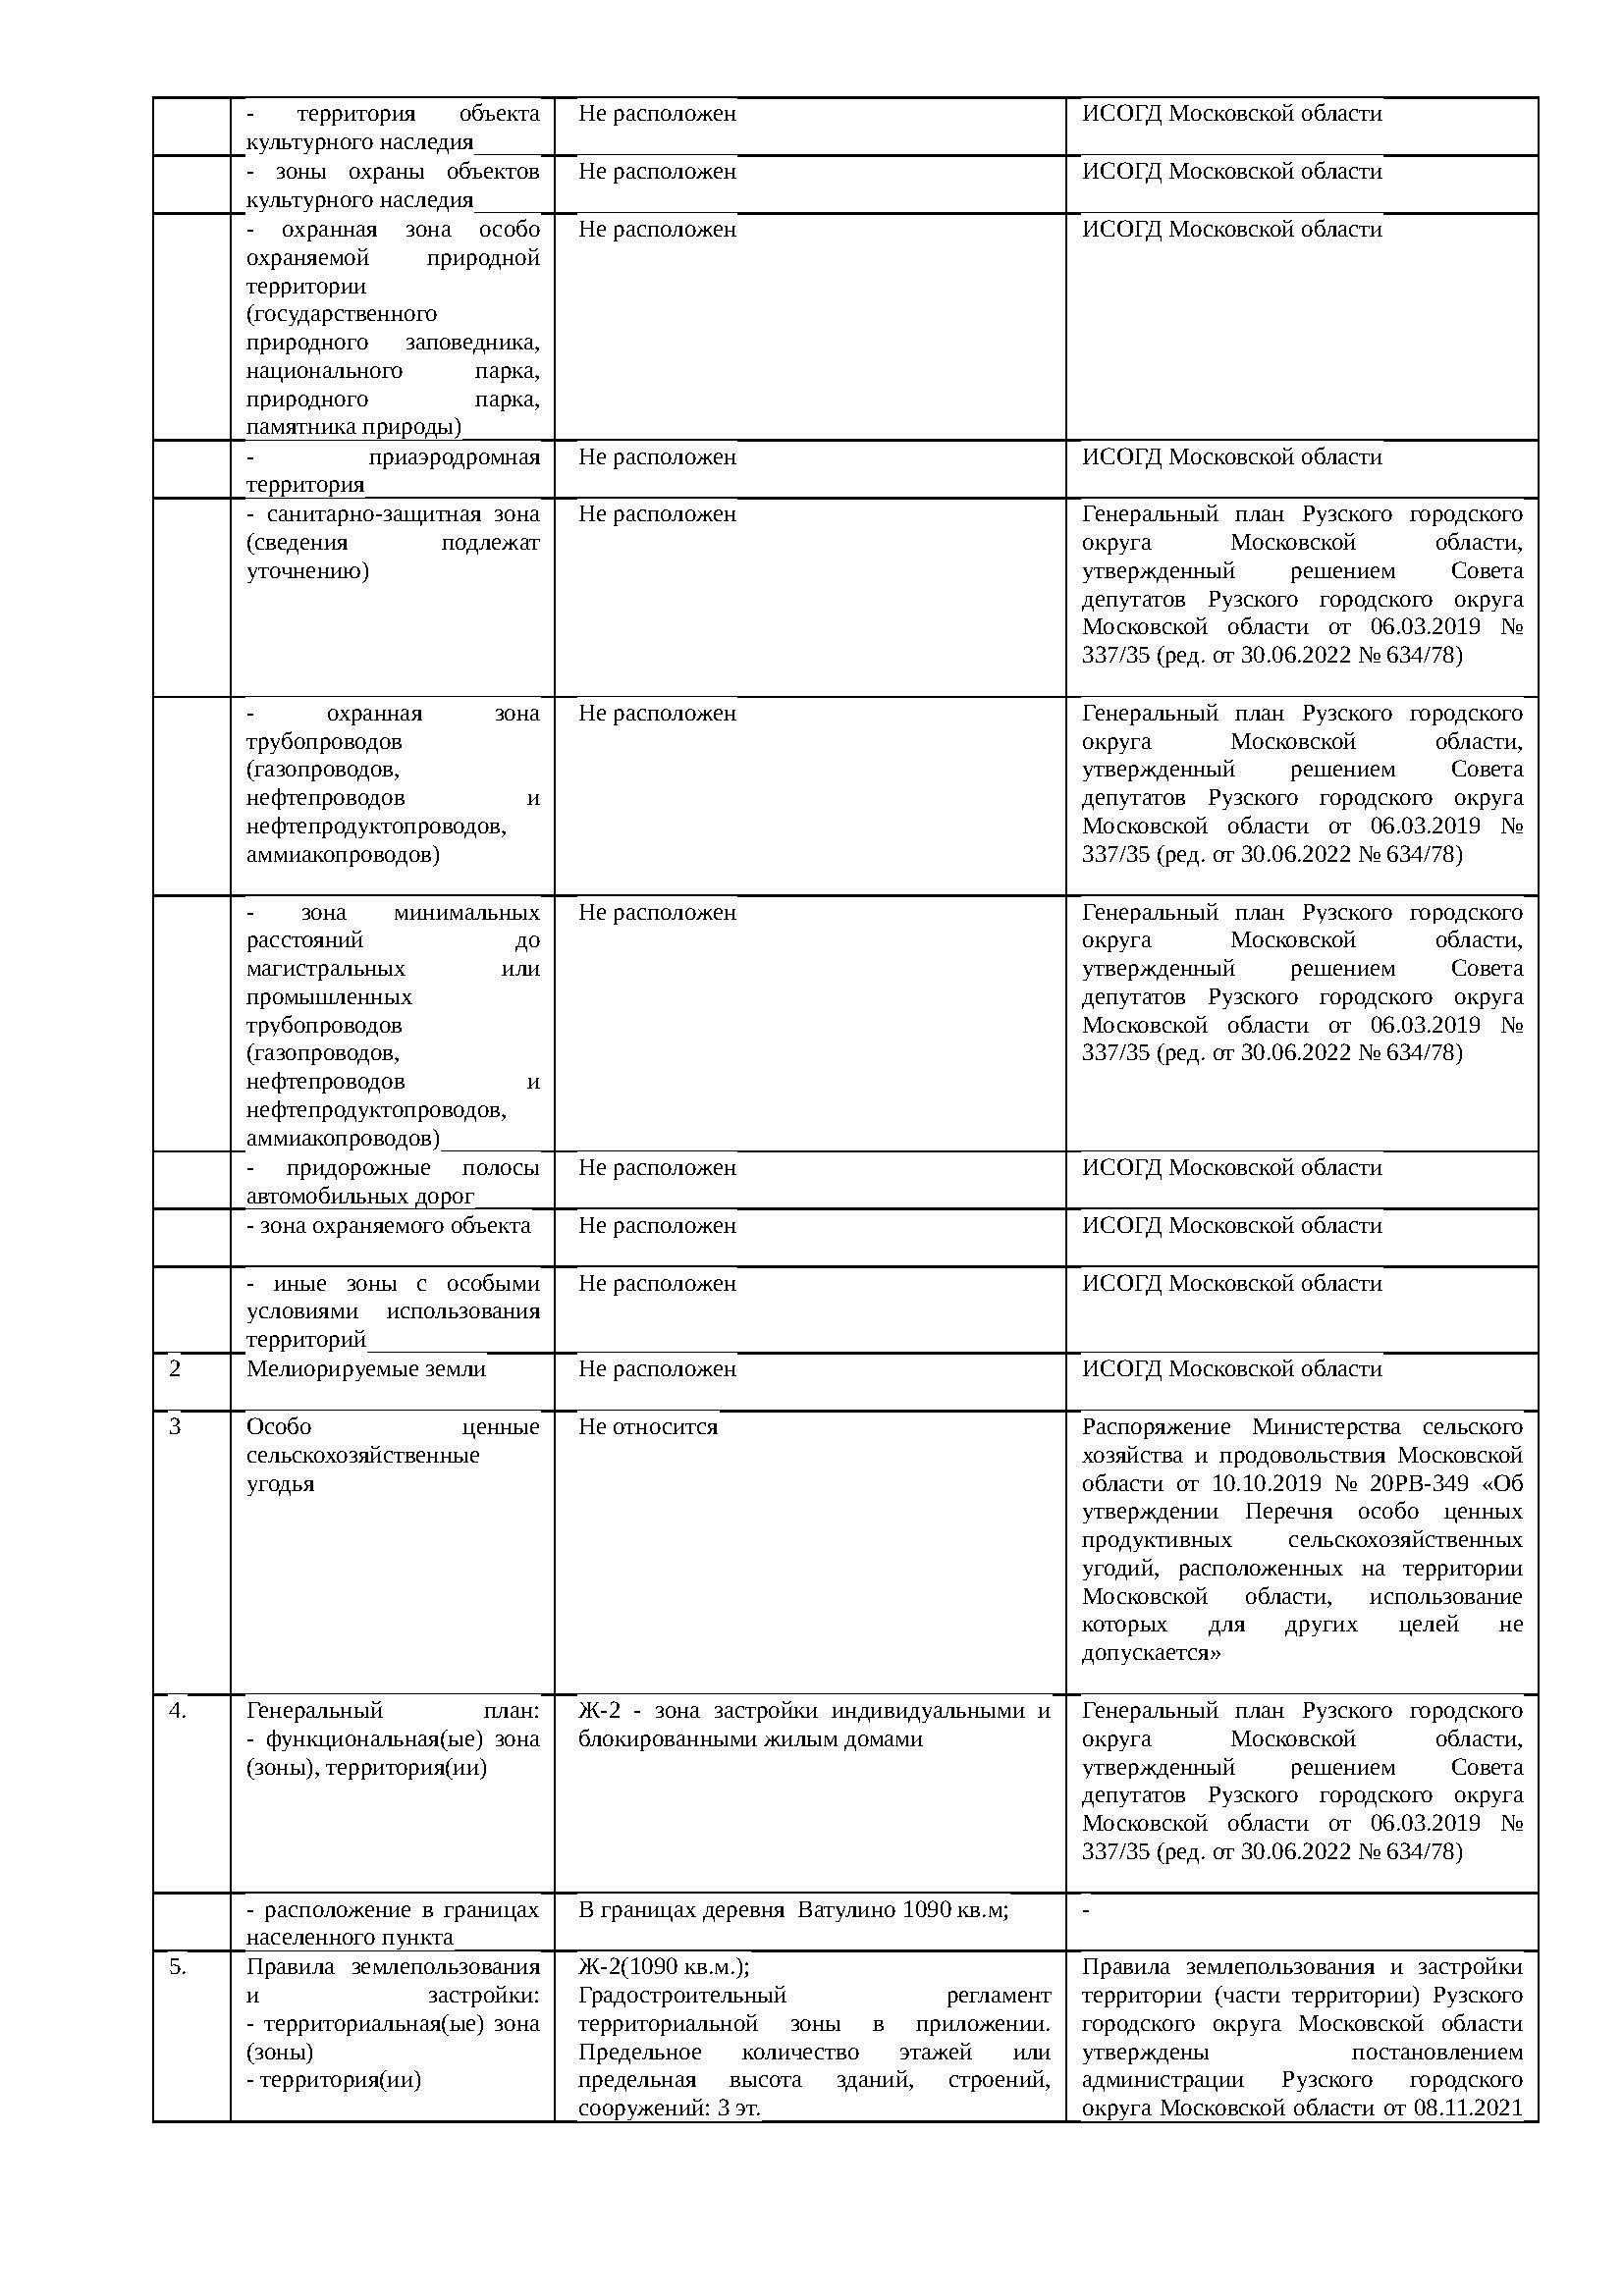 - территория объекта
культурного наследия
Не расположен
ИСОГД Московской области
- зоны охраны объектов
культурного наследия
Не расположен
ИСОГД Московской области
- охранная зона особо
охраняемой природной
территории
(государственного
природного заповедника,
национального парка,
природного парка,
памятника природы)
Не расположен
ИСОГД Московской области
- приаэродромная
территория
Не расположен
ИСОГД Московской области
- санитарно-защитная зона
(сведения подлежат
уточнению)
Не расположен
Генеральный план Рузского городского
округа Московской области,
утвержденный решением Совета
депутатов Рузского городского округа
Московской области от 06.03.2019 №
337/35 (ред. от 30.06.2022 № 634/78)
- охранная зона
трубопроводов
(газопроводов,
нефтепроводов и
нефтепродуктопроводов,
аммиакопроводов)
Не расположен
Генеральный план Рузского городского
округа Московской области,
утвержденный решением Совета
депутатов Рузского городского округа
Московской области от 06.03.2019 №
337/35 (ред. от 30.06.2022 № 634/78)
- зона минимальных
расстояний до
магистральных или
промышленных
трубопроводов
(газопроводов,
нефтепроводов и
нефтепродуктопроводов,
аммиакопроводов)
Не расположен
Генеральный план Рузского городского
округа Московской области,
утвержденный решением Совета
депутатов Рузского городского округа
Московской области от 06.03.2019 №
337/35 (ред. от 30.06.2022 № 634/78)
- придорожные полосы
автомобильных дорог
Не расположен
ИСОГД Московской области
- зона охраняемого объекта
Не расположен
ИСОГД Московской области
- иные зоны с особыми
условиями использования
территорий
Не расположен
ИСОГД Московской области
2
Мелиорируемые земли
Не расположен
ИСОГД Московской области
3
Особо ценные
сельскохозяйственные
угодья
Не относится
Распоряжение Министерства сельского
хозяйства и продовольствия Московской
области от 10.10.2019 № 20РВ-349 «Об
утверждении Перечня особо ценных
продуктивных сельскохозяйственных
угодий, расположенных на территории
Московской области, использование
которых для других целей не
допускается»
4.
Генеральный план:
- функциональная(ые) зона
(зоны), территория(ии)
Ж-2 - зона застройки индивидуальными и
блокированными жилым домами
Генеральный план Рузского городского
округа Московской области,
утвержденный решением Совета
депутатов Рузского городского округа
Московской области от 06.03.2019 №
337/35 (ред. от 30.06.2022 № 634/78)
- расположение в границах
населенного пункта
В границах деревня Ватулино 1090 кв.м;
-
5.
Правила землепользования
и застройки:
- территориальная(ые) зона
(зоны)
- территория(ии)
Ж-2(1090 кв.м.);
Градостроительный регламент
территориальной зоны в приложении.
Предельное количество этажей или
предельная высота зданий, строений,
сооружений: 3 эт.
Правила землепользования и застройки
территории (части территории) Рузского
городского округа Московской области
утверждены постановлением
администрации Рузского городского
округа Московской области от 08.11.2021